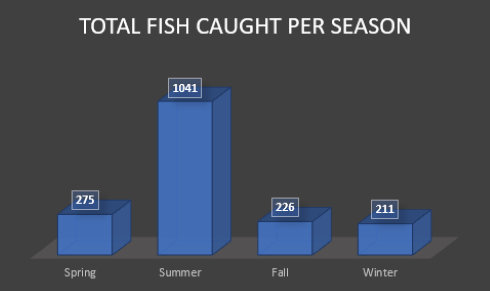 TOTAL FISH CAUGHT PER SEASON
1041
275
226
211
Spring Summer Fall Winter